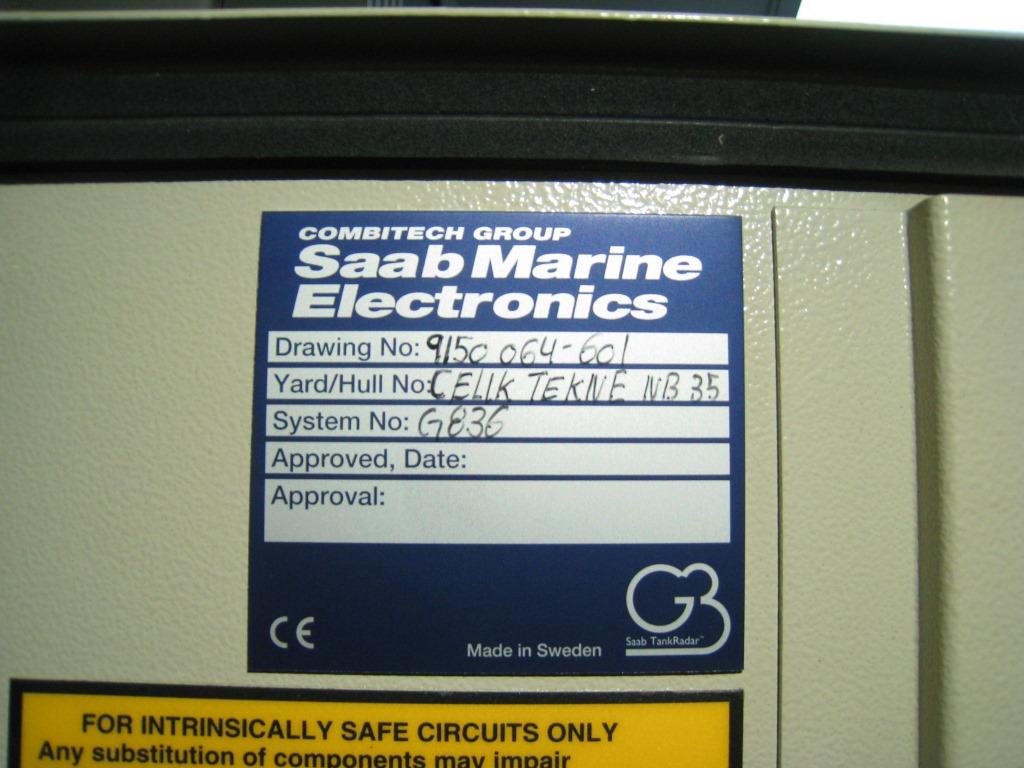 COMBITECH GROUP
Saab Marine
Electronics
Drawing No: 9150 064-601
Yard/Hull No: CELIK TEKNE NB 35
System No: G836
Approved, Date:
Approval:
G3
Saab TankRadar™
CE
Made in Sweden
FOR INTRINSICALLY SAFE CIRCUITS ONLY
Any substitution of components may impair